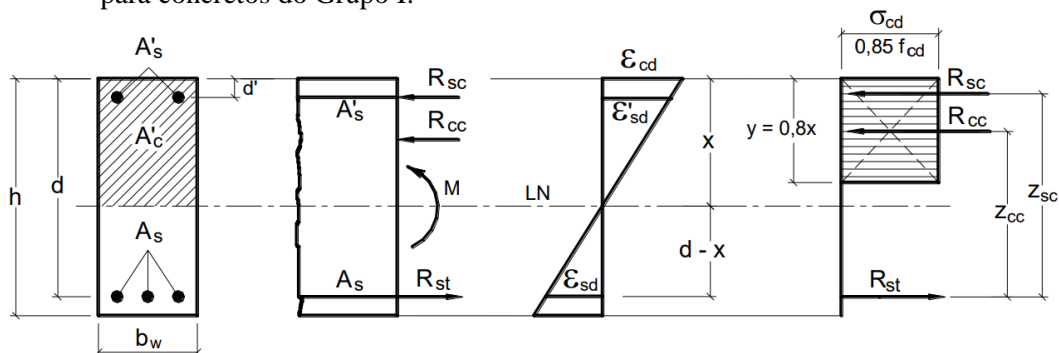 para concretos do Grupo I.
A's
d'
A'c
h
d
As
bw
Rsc
A's
Rcc
M
As
Rst
εcd
ε'sd
LN
x
d - x
εsd
σcd
0,85 fcd
Rsc
Rcc
y = 0,8x
zsc
zcc
Rst